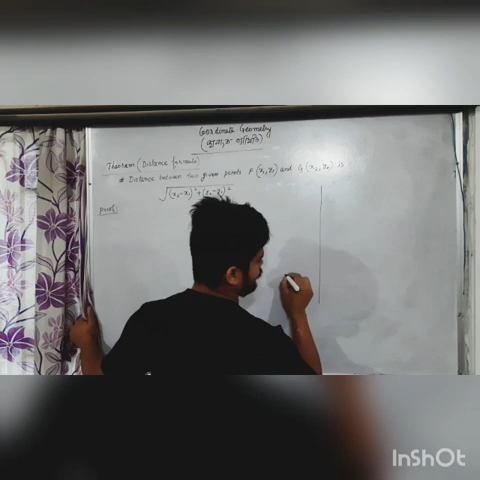 Coordinate Geometry
(স্থানাংক জ্যামিতি)
Theorem (Distance formula)
# Distance between two given points P (x₁, y₁) and Q (x₂, y₂) is
√(x₂-x₁)² + (y₂-y₁)²
Proof:
InShOt